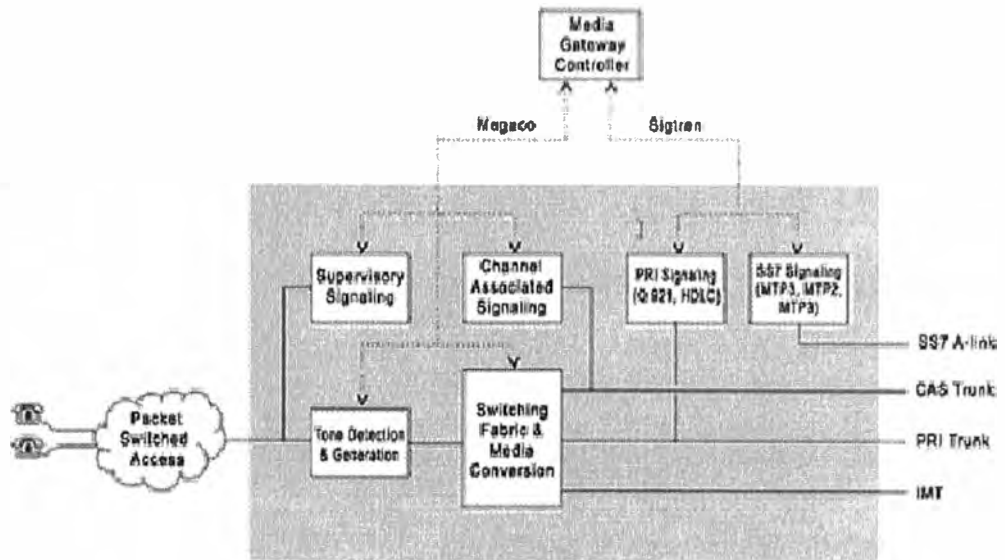 Media
Gateway
Controller
Megaco
Sigtran
Supervisory
Signaling
Channel
Associated
Signaling
PRI Signaling
(Q.921, HDLC)
SS7 Signaling
(MTP3, MTP2,
MTP3)
SS7 A-link
CAS Trunk
Packet
Switched
Access
Tone Detection
& Generation
Switching
Fabric &
Media
Conversion
PRI Trunk
IMT